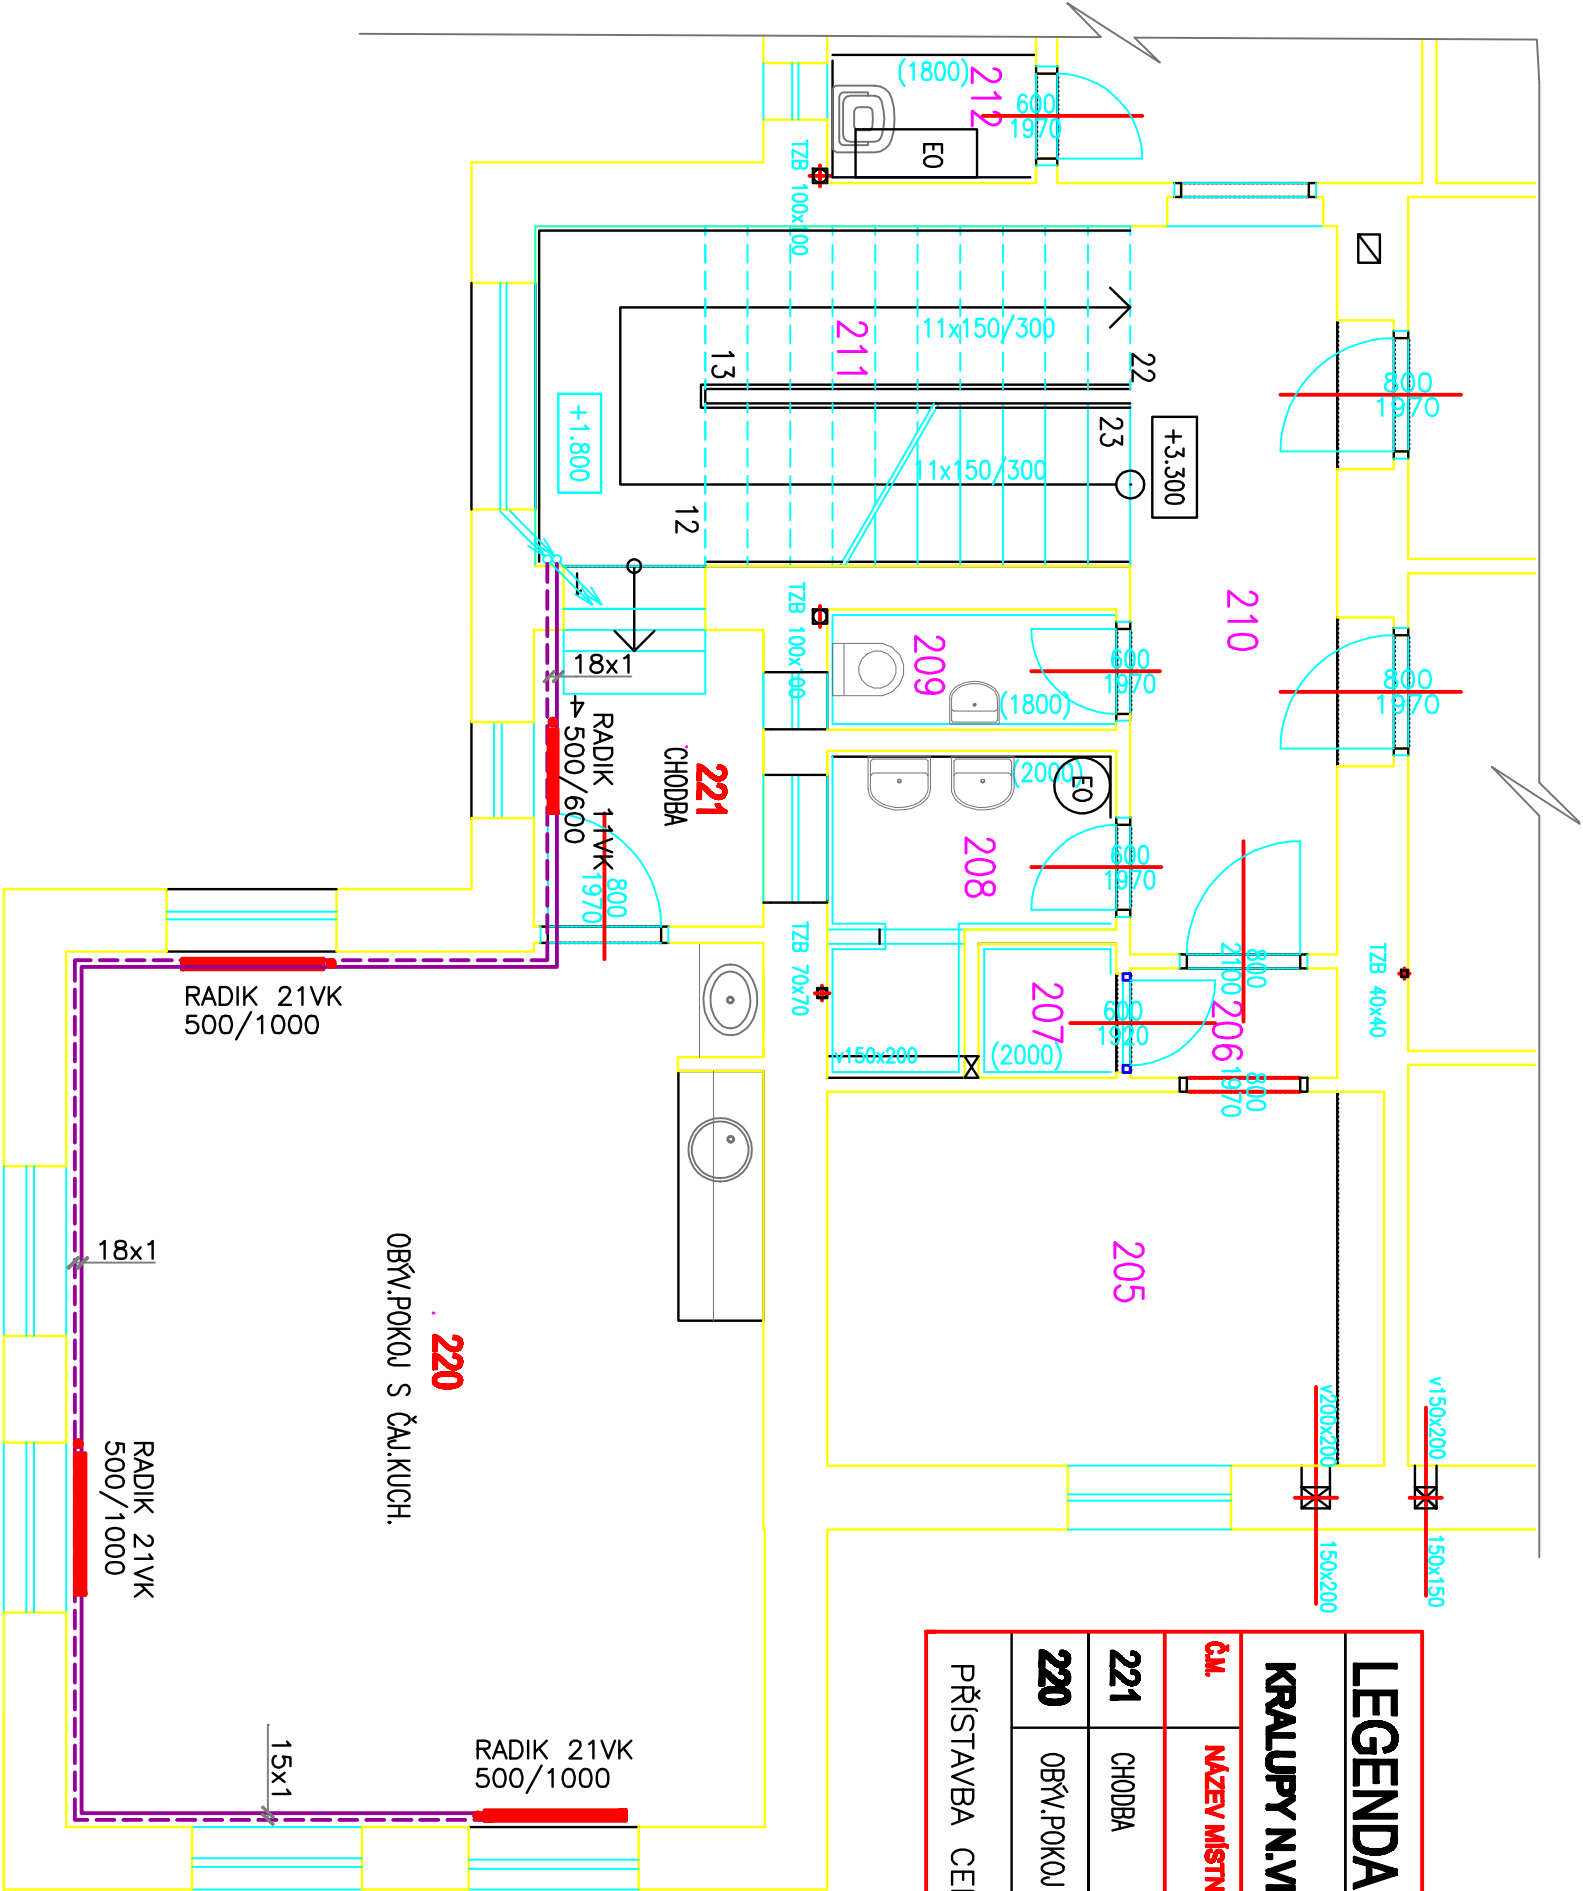 (1800)
212
600
1970
EO
TZB 100x100
11x150/300
211
13
22
800
1970
+1.800
23
+3.300
11x150/300
12
210
TZB 100x100
209
600
1970
(1800)
800
1970
18x1
RADIK 11VK
500/600
221
CHODBA
(2000)
EO
208
600
1970
800
1970
TZB 70x70
800
2100
TZB 40x40
RADIK 21VK
500/1000
207
600
1920
206
v150x200
(2000)
800
1970
205
18x1
OBÝV.POKOJ S ČAJ.KUCH.
220
RADIK 21VK
500/1000
v200x200
v150x200
150x200
150x150
15x1
RADIK 21VK
500/1000
LEGENDA
KRALUPY N.VL
Č.M. NÁZEV MÍSTN
221 CHODBA
220 OBÝV.POKOJ
PŘÍSTAVBA CEL